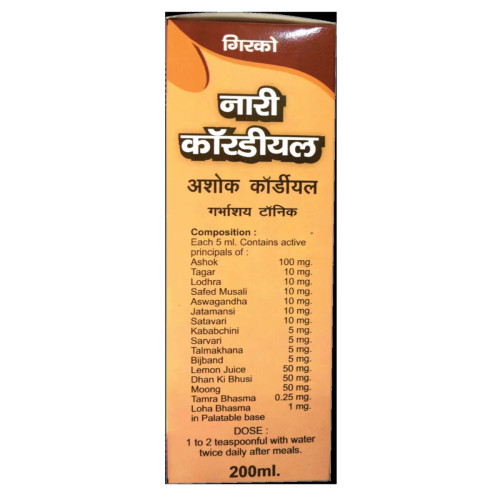 गिरको
नारी
कॉरडीयल
अशोक कॉर्डीयल
गर्भाशय टॉनिक
Composition : -
Each 5 ml. Contains active
principals of :
Ashok 100 mg.
Tagar 10 mg.
Lodhra 10 mg.
Safed Musali 10 mg.
Aswagandha 10 mg.
Jatamansi 10 mg.
Satavari 10 mg.
Kababchini 5 mg.
Sarvari 5 mg.
Talmakhana 5 mg.
Bijband 5 mg.
Lemon Juice 50 mg.
Dhan Ki Bhusi 50 mg.
Moong 50 mg.
Tamra Bhasma 0.25 mg.
Loha Bhasma 1 mg.
in Palatable base
DOSE :
1 to 2 teaspoonful with water
twice daily after meals.
200ml.